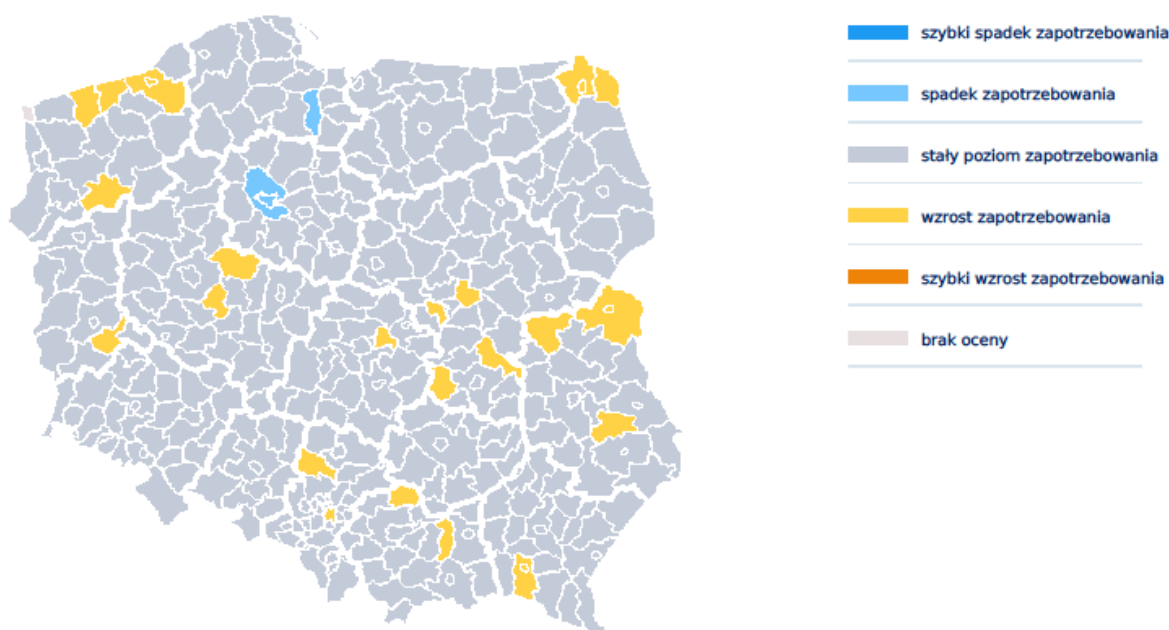 szybki spadek zapotrzebowania
spadek zapotrzebowania
stały poziom zapotrzebowania
wzrost zapotrzebowania
szybki wzrost zapotrzebowania
brak oceny